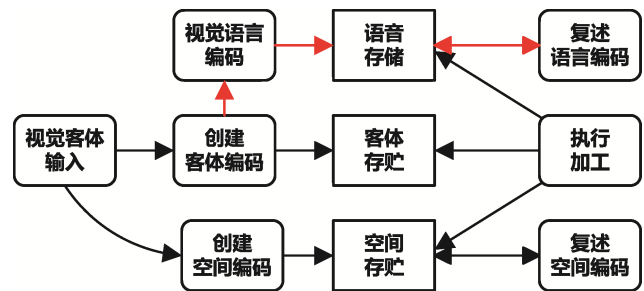 视觉语言
编码
语音
存储
复述
语言编码
视觉客体
输入
创建
客体编码
客体
存贮
执行
加工
创建
空间编码
空间
存贮
复述
空间编码